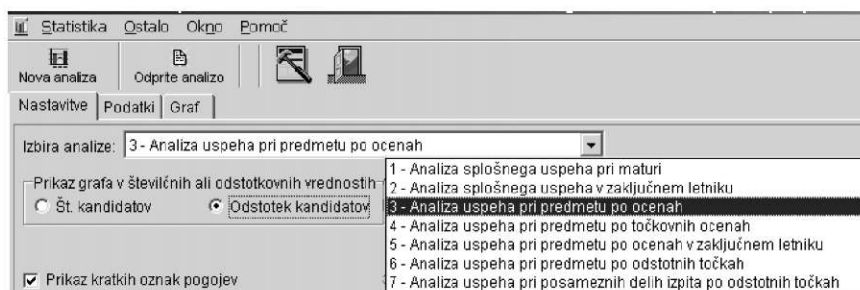 Statistika Ostalo Okno Pomoč
Nova analiza Odprite analizo
Nastavitve Podatki Graf
Izbira analize: 3 - Analiza uspeha pri predmetu po ocenah
1 - Analiza splošnega uspeha pri maturi
Prikaz grafa v številčnih ali odstotkovnih vrednostih
2 - Analiza splošnega uspeha v zaključnem letniku
Št. kandidatov Odstotek kandidatov
3 - Analiza uspeha pri predmetu po ocenah
4 - Analiza uspeha pri predmetu po točkovnih ocenah
5 - Analiza uspeha pri predmetu po ocenah v zaključnem letniku
6 - Analiza uspeha pri predmetu po odstotnih točkah
Prikaz kratkih oznak pogojev
7 - Analiza uspeha pri posameznih delih izpita po odstotnih točkah